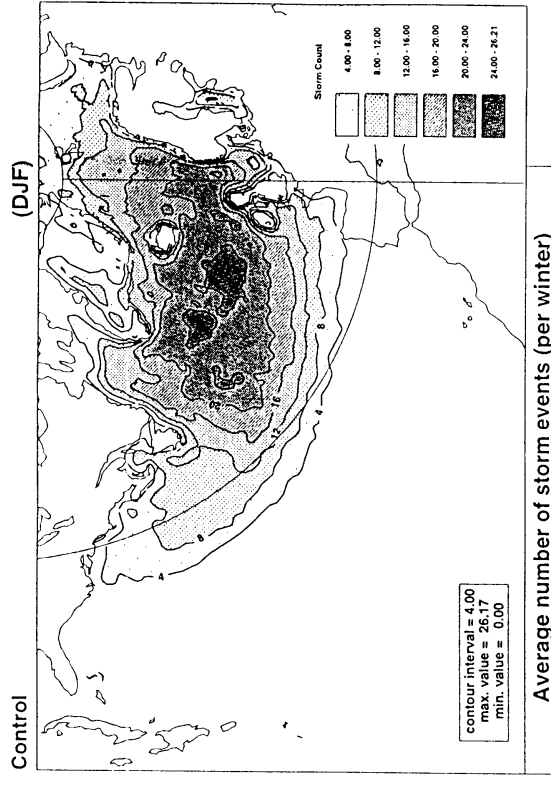 Control
(DJF)
Storm Count
4.00 - 8.00
8.00 - 12.00
12.00 - 16.00
16.00 - 20.00
20.00 - 24.00
24.00 - 26.21
16
12
8
4
8
4
contour interval = 4.00
max. value = 26.17
min. value = 0.00
Average number of storm events (per winter)